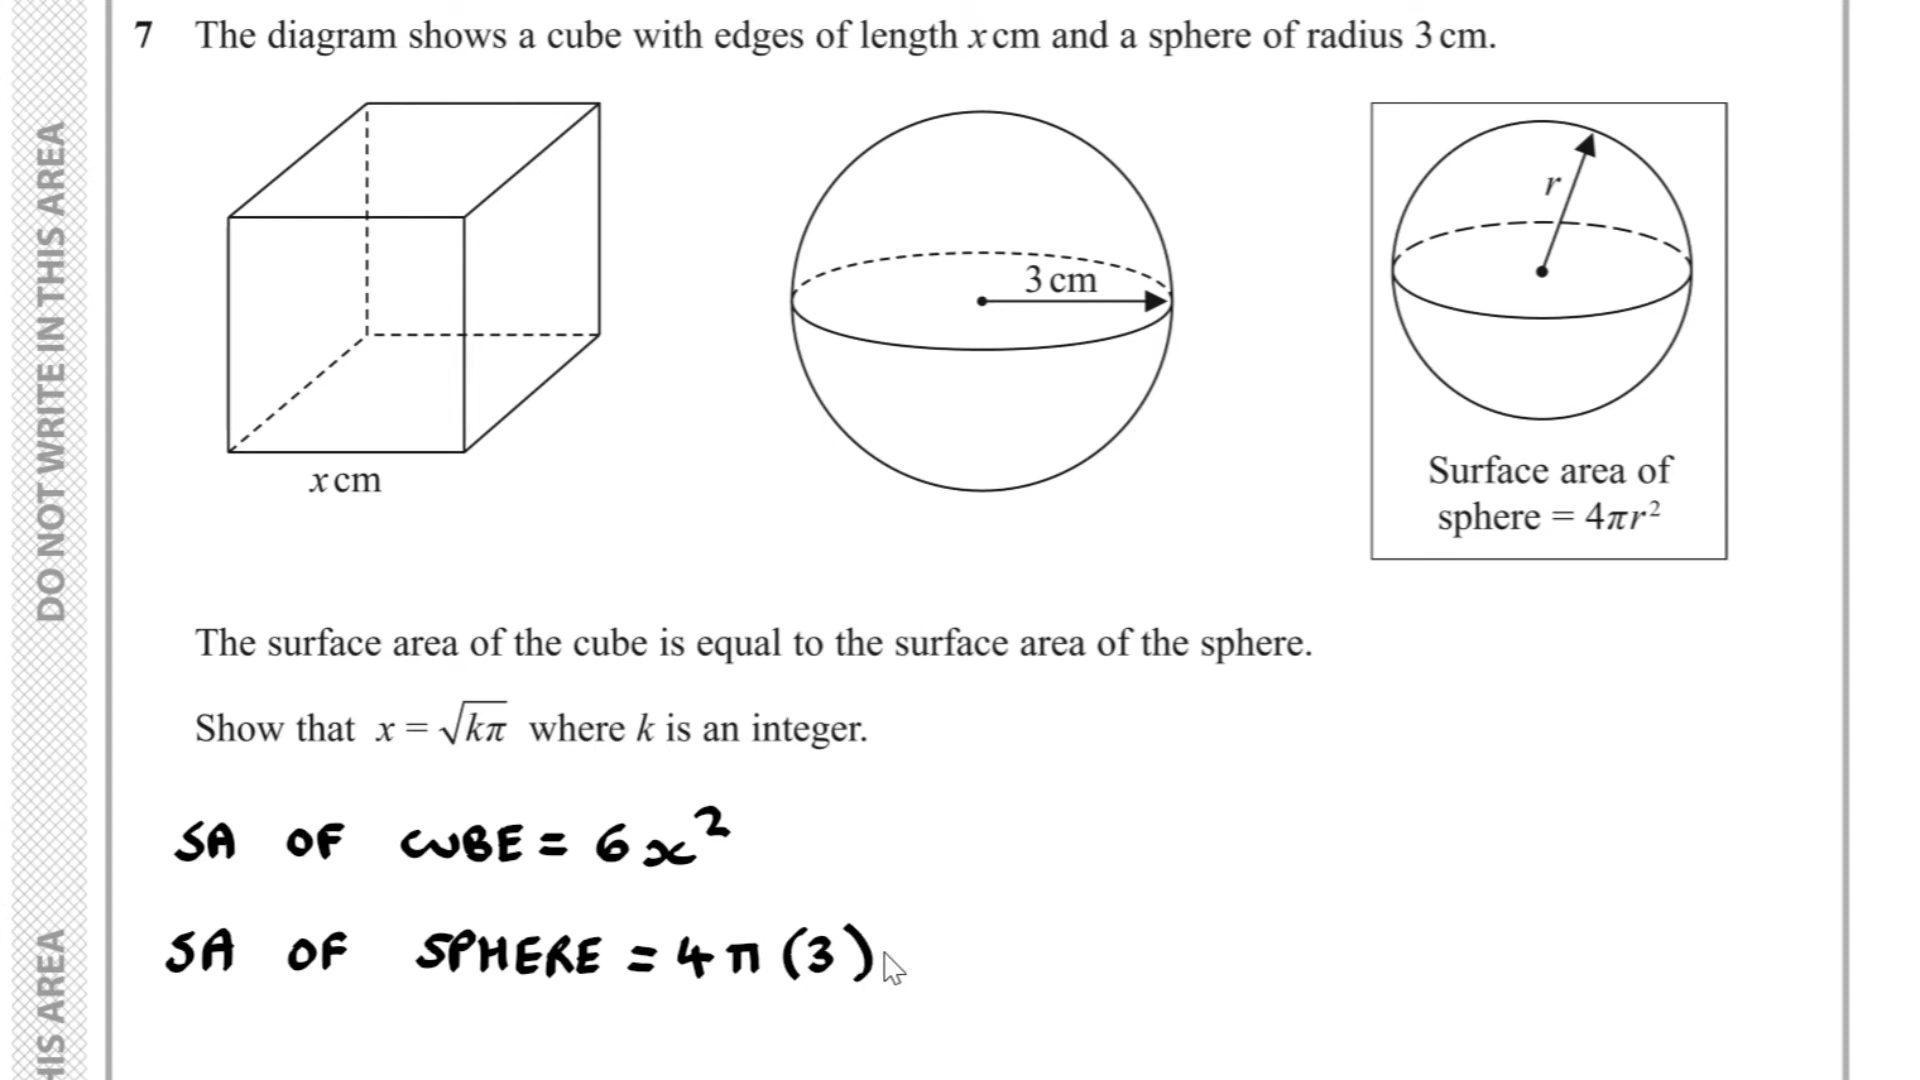 DO NOT WRITE IN THIS AREA
7 The diagram shows a cube with edges of length x cm and a sphere of radius 3 cm.
x cm
3 cm
r
Surface area of
sphere = 4πr²
The surface area of the cube is equal to the surface area of the sphere.
Show that x = √kπ where k is an integer.
SA OF CUBE = 6x²
SA OF SPHERE = 4π(3)
HIS AREA